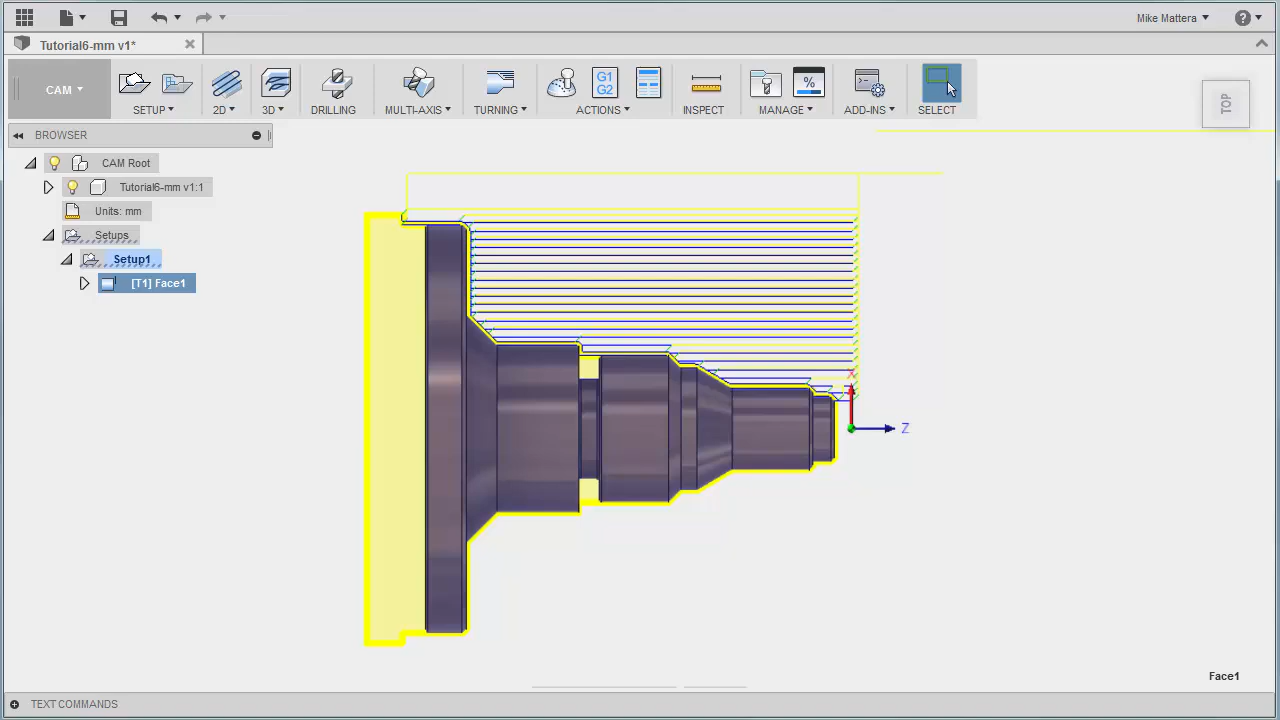 Mike Mattera
Tutorial6-mm v1*
CAM
SETUP
2D
3D
DRILLING
MULTI-AXIS
TURNING
G1
G2
ACTIONS
INSPECT
%
MANAGE
ADD-INS
SELECT
TOP
BROWSER
CAM Root
Tutorial6-mm v1:1
Units: mm
Setups
Setup1
[T1] Face1
X
Z
Face1
TEXT COMMANDS